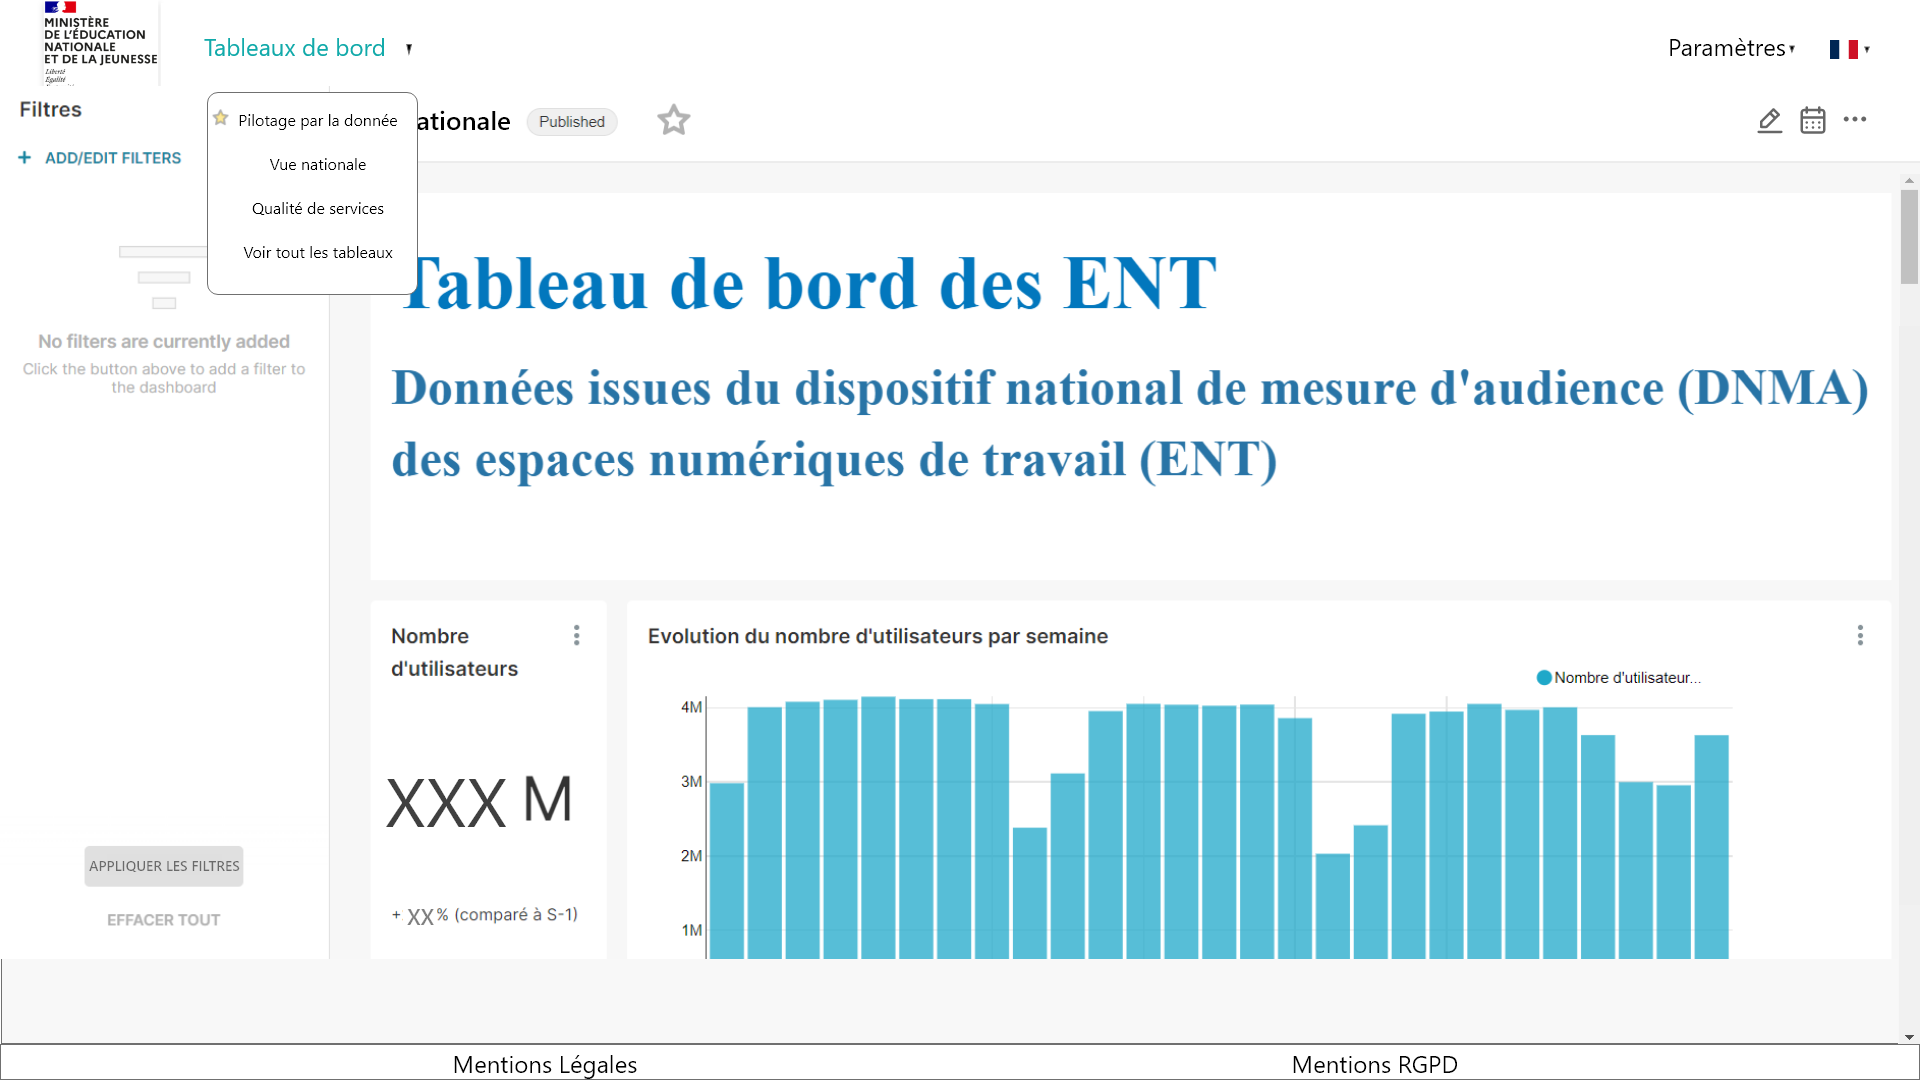 MINISTÈRE
DE L'ÉDUCATION
NATIONALE
ET DE LA JEUNESSE
Liberté
Égalité
Tableaux de bord
Paramètres
Filtres
ADD/EDIT FILTERS
Pilotage par la donnée
Vue nationale
Qualité de services
Voir tout les tableaux
ationale
Published
No filters are currently added
Click the button above to add a filter to
the dashboard
APPLIQUER LES FILTRES
EFFACER TOUT
Tableau de bord des ENT
Données issues du dispositif national de mesure d'audience (DNMA)
des espaces numériques de travail (ENT)
Nombre
d'utilisateurs
XXX M
+ XX% (comparé à S-1)
Evolution du nombre d'utilisateurs par semaine
Nombre d'utilisateur...
4M
3M
2M
1M
Mentions Légales
Mentions RGPD